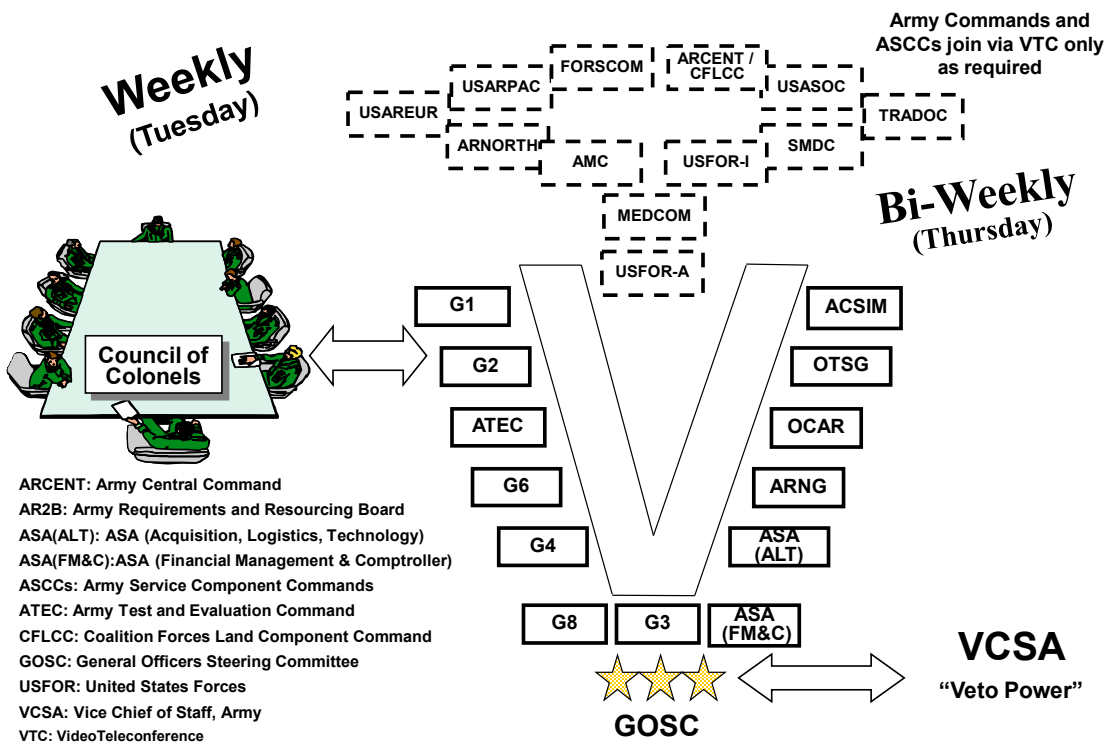 Weekly
(Tuesday)
Army Commands and
ASCCs join via VTC only
as required
FORSCOM
ARCENT /
CFLCC
USARPAC
USASOC
USAREUR
TRADOC
ARNORTH
AMC
USFOR-I
SMDC
MEDCOM
USFOR-A
Bi-Weekly
(Thursday)
Council of
Colonels
G1
G2
ATEC
G6
G4
G8
G3
ASA
(FM&C)
ASA
(ALT)
ARNG
OCAR
OTSG
ACSIM
GOSC
VCSA
“Veto Power”
ARCENT: Army Central Command
AR2B: Army Requirements and Resourcing Board
ASA(ALT): ASA (Acquisition, Logistics, Technology)
ASA(FM&C):ASA (Financial Management & Comptroller)
ASCCs: Army Service Component Commands
ATEC: Army Test and Evaluation Command
CFLCC: Coalition Forces Land Component Command
GOSC: General Officers Steering Committee
USFOR: United States Forces
VCSA: Vice Chief of Staff, Army
VTC: VideoTeleconference